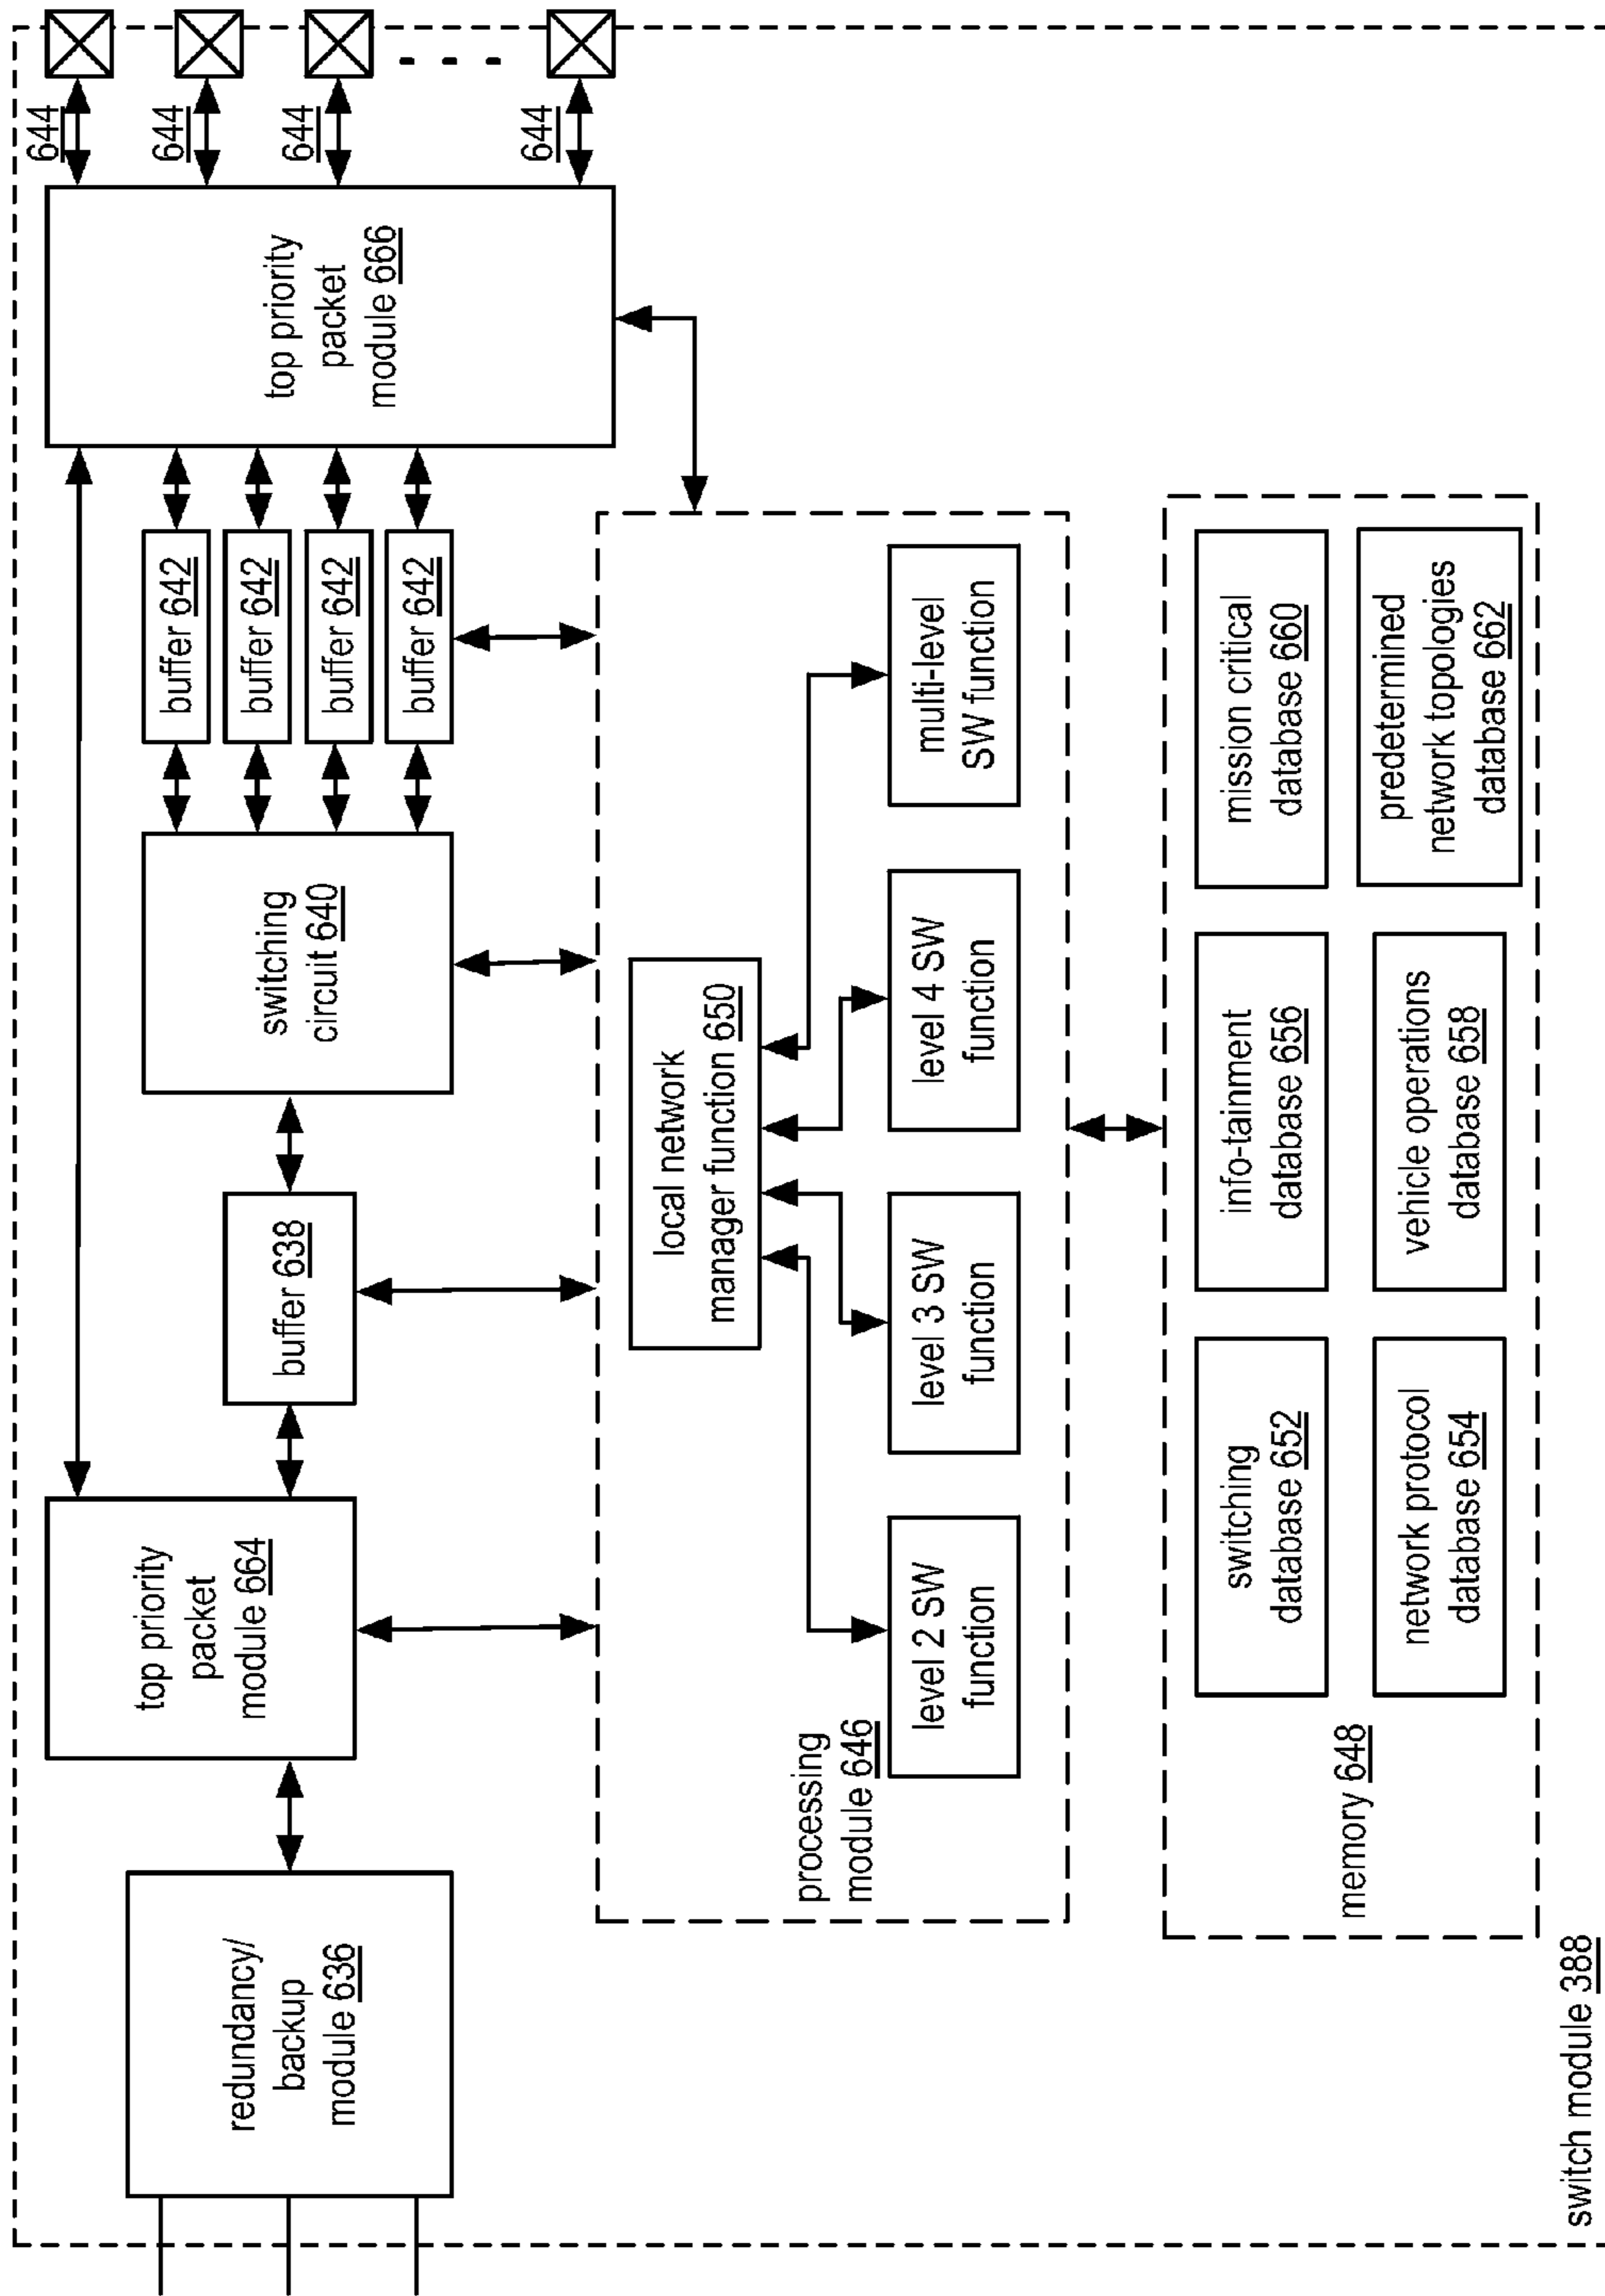 redundancy/
backup
module 636
top priority
packet
module 664
buffer 638
switching
circuit 640
buffer 642
buffer 642
buffer 642
buffer 642
top priority
packet
module 666
644
644
644
644
processing
module 646
local network
manager function 650
level 2 SW
function
level 3 SW
function
level 4 SW
function
multi-level
SW function
memory 648
switching
database 652
info-tainment
database 656
mission critical
database 660
network protocol
database 654
vehicle operations
database 658
predetermined
network topologies
database 662
switch module 388